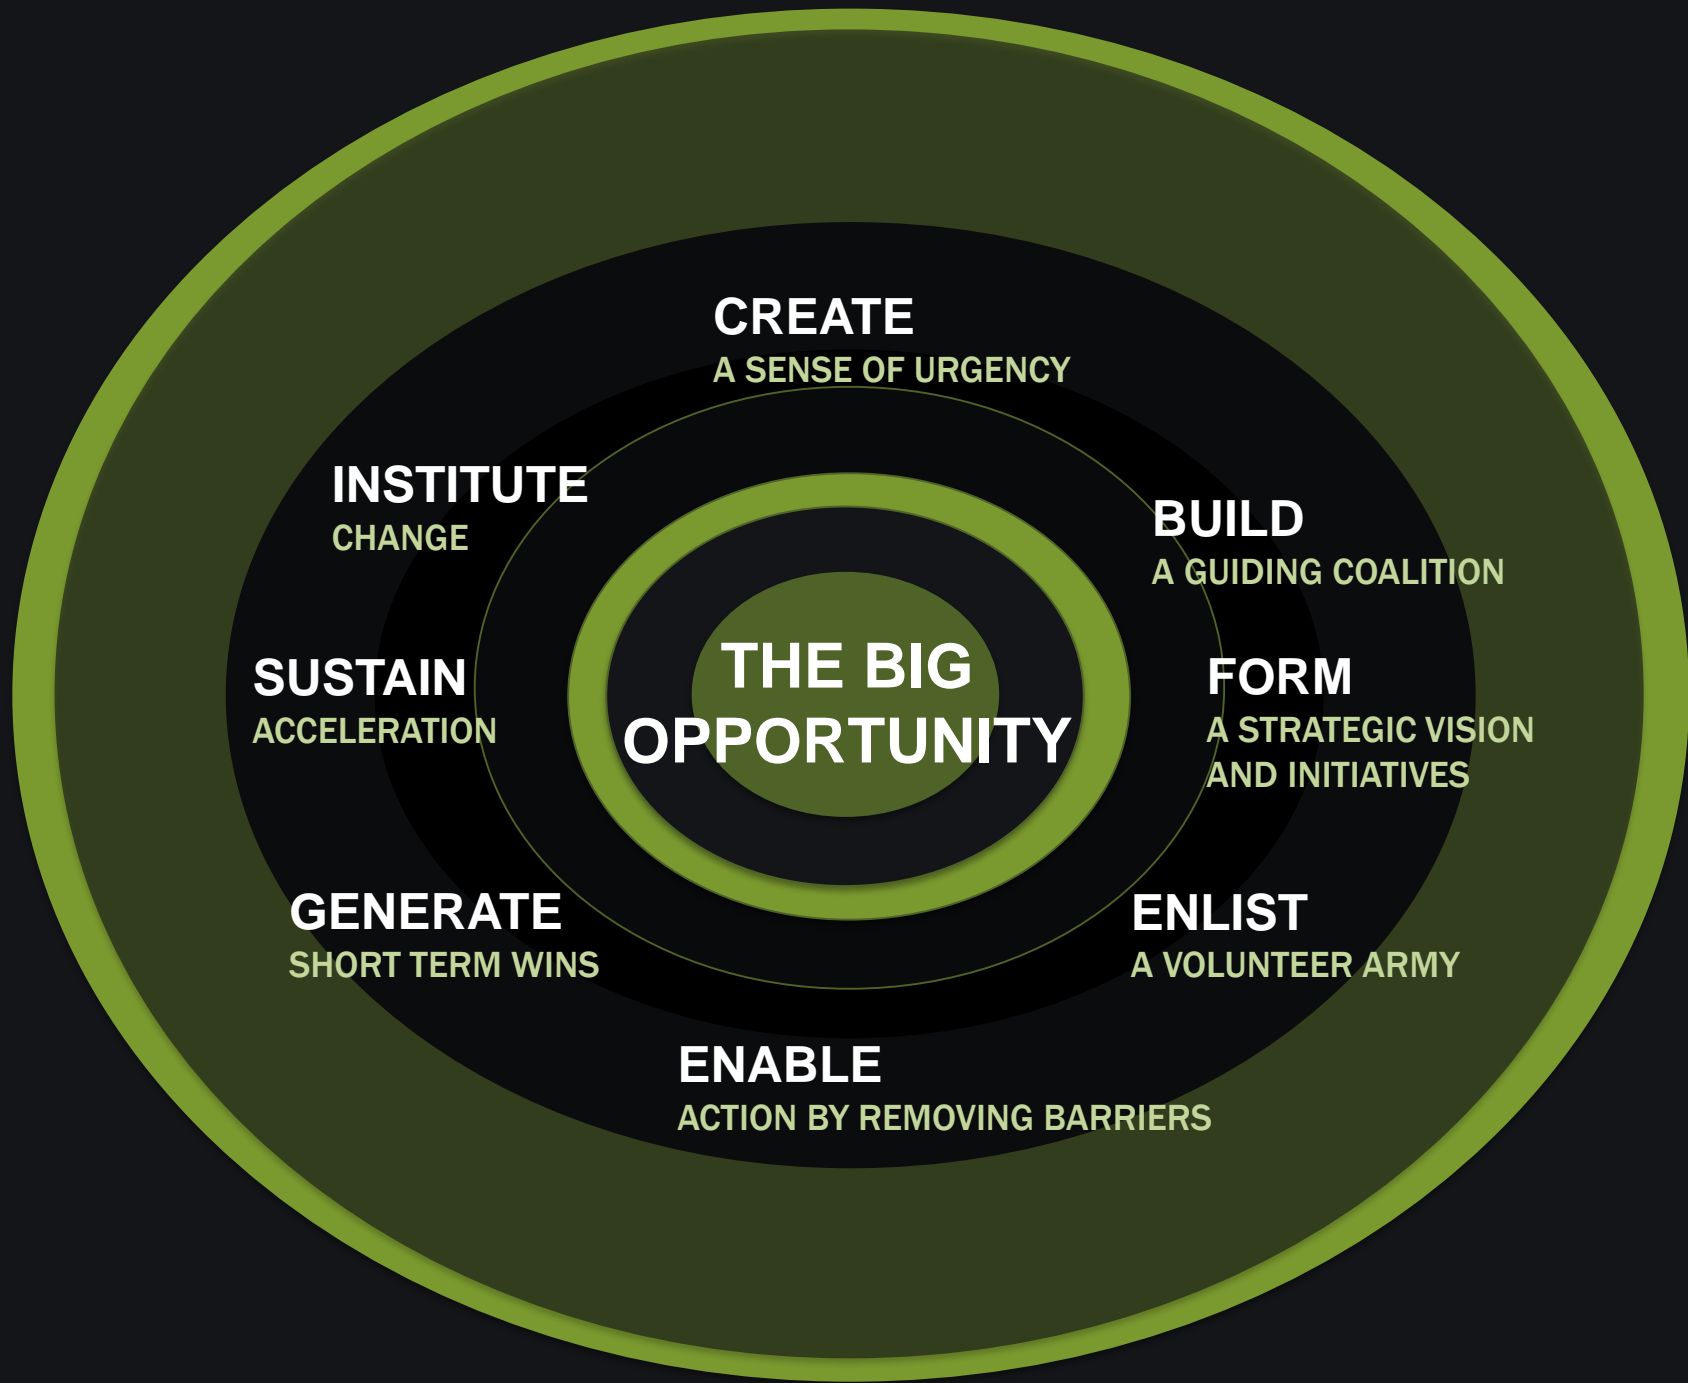 CREATE
A SENSE OF URGENCY
BUILD
A GUIDING COALITION
FORM
A STRATEGIC VISION
AND INITIATIVES
ENLIST
A VOLUNTEER ARMY
ENABLE
ACTION BY REMOVING BARRIERS
GENERATE
SHORT TERM WINS
SUSTAIN
ACCELERATION
INSTITUTE
CHANGE
THE BIG
OPPORTUNITY